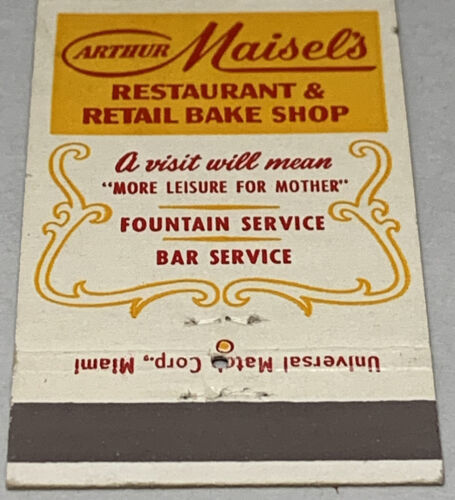 ARTHUR Maisel's
RESTAURANT &
RETAIL BAKE SHOP
A visit will mean
"MORE LEISURE FOR MOTHER"
FOUNTAIN SERVICE
BAR SERVICE
Universal Match Corp., Miami